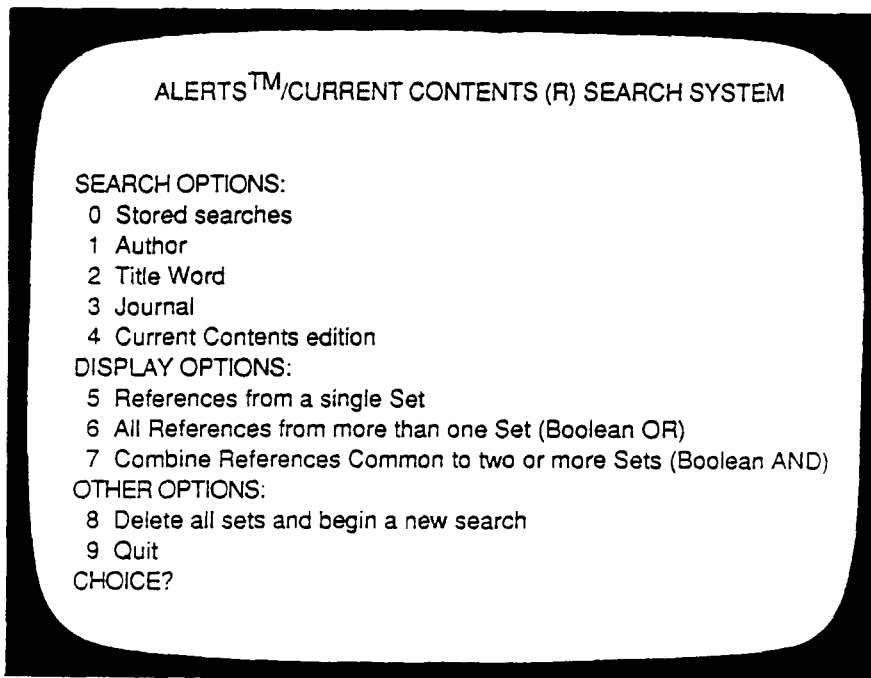 ALERTS™/CURRENT CONTENTS (R) SEARCH SYSTEM
SEARCH OPTIONS:
0 Stored searches
1 Author
2 Title Word
3 Journal
4 Current Contents edition
DISPLAY OPTIONS:
5 References from a single Set
6 All References from more than one Set (Boolean OR)
7 Combine References Common to two or more Sets (Boolean AND)
OTHER OPTIONS:
8 Delete all sets and begin a new search
9 Quit
CHOICE?